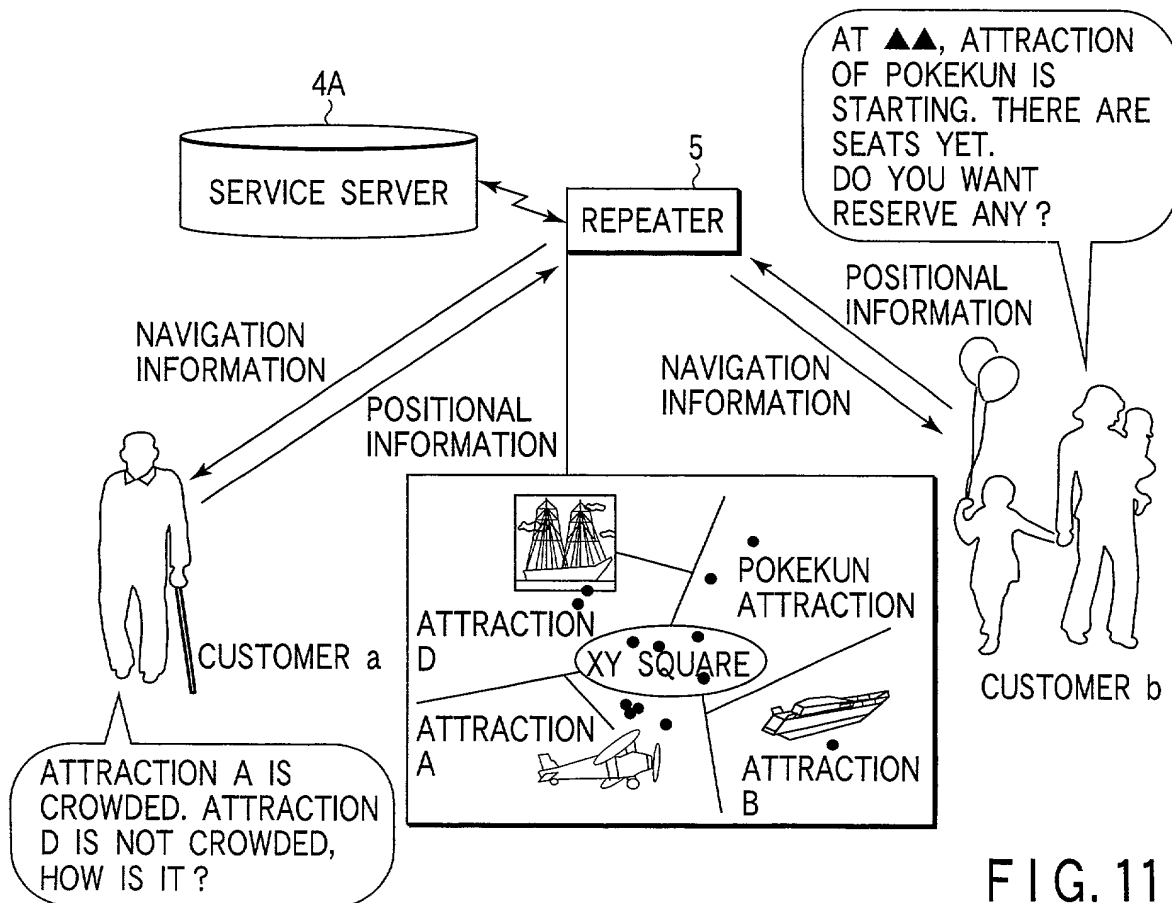 4A
SERVICE SERVER
5
REPEATER
AT ▲▲, ATTRACTION
OF POKEKUN IS
STARTING. THERE ARE
SEATS YET.
DO YOU WANT
RESERVE ANY?
NAVIGATION
INFORMATION
POSITIONAL
INFORMATION
NAVIGATION
INFORMATION
POSITIONAL
INFORMATION
CUSTOMER a
CUSTOMER b
ATTRACTION
D
POKEKUN
ATTRACTION
XY SQUARE
ATTRACTION
A
ATTRACTION
B
ATTRACTION A IS
CROWDED. ATTRACTION
D IS NOT CROWDED,
HOW IS IT?
FIG. 11